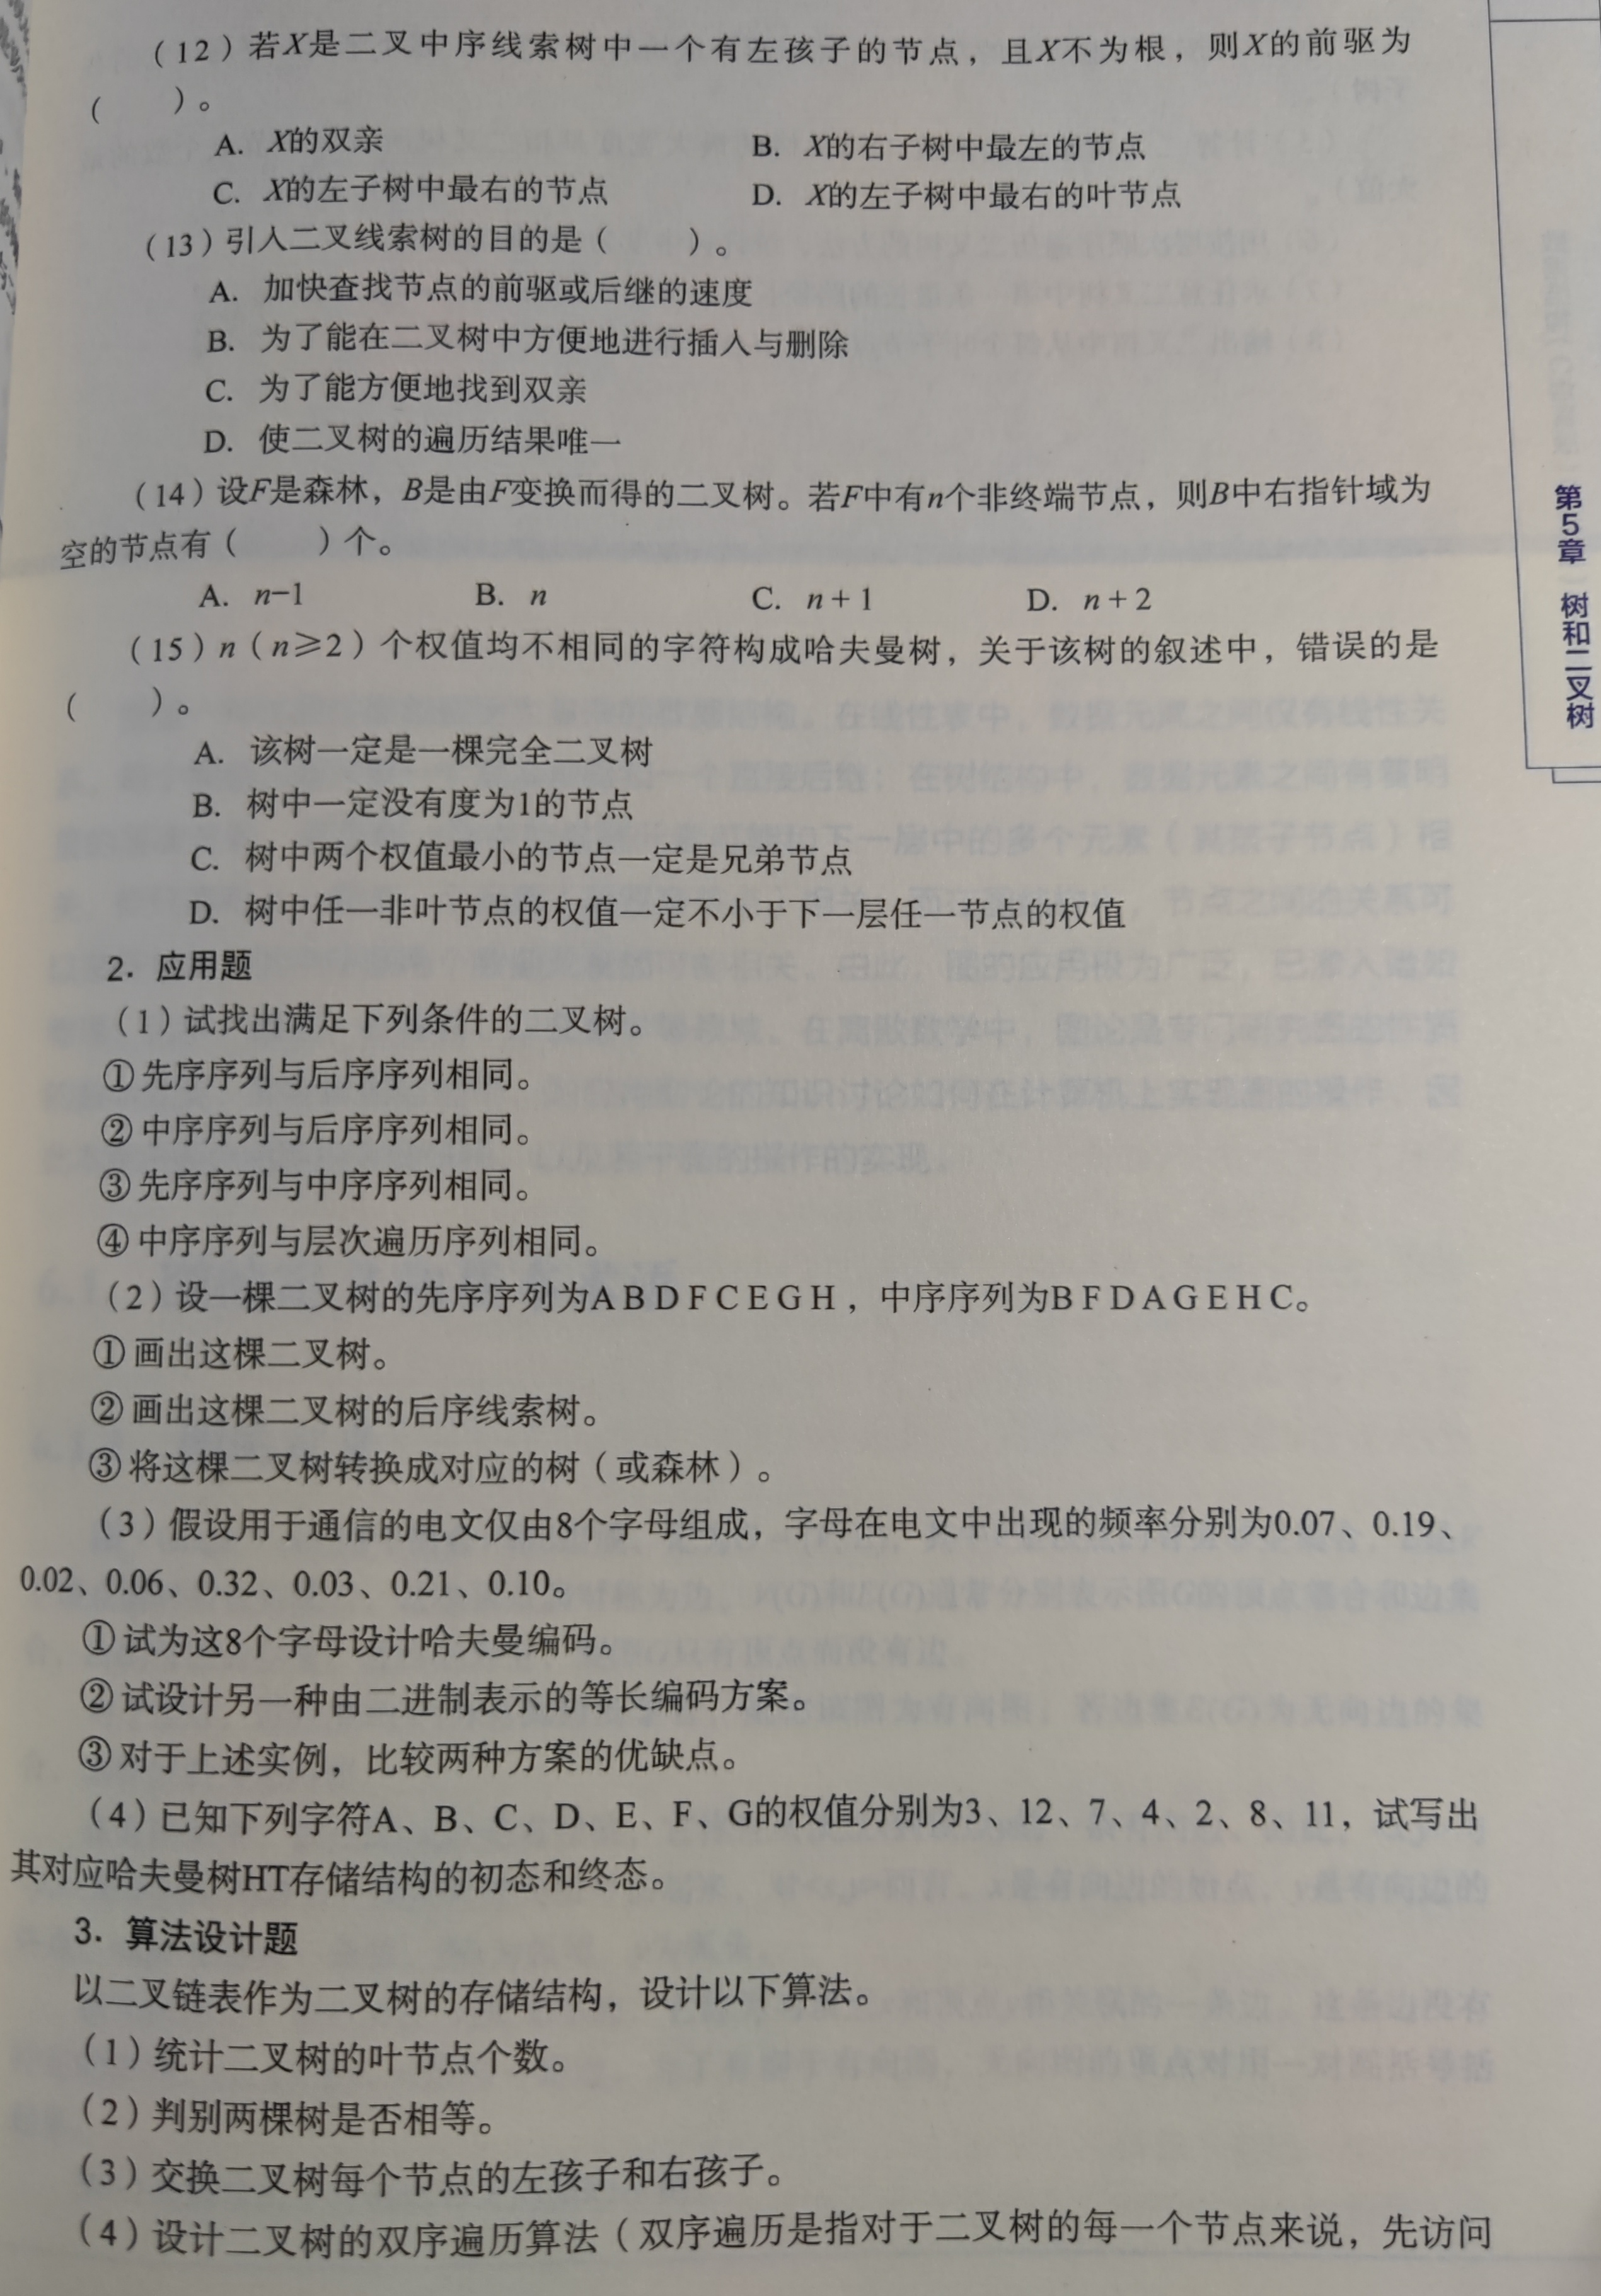 （12）若X是二叉中序线索树中一个有左孩子的节点，且X不为根，则X的前驱为
（　　）。
A. X的双亲
B. X的右子树中最左的节点
C. X的左子树中最右的节点
D. X的左子树中最右的叶节点
（13）引入二叉线索树的目的是（　　）。
A. 加快查找节点的前驱或后继的速度
B. 为了能在二叉树中方便地进行插入与删除
C. 为了能方便地找到双亲
D. 使二叉树的遍历结果唯一
（14）设F是森林，B是由F变换而得的二叉树。若F中有n个非终端节点，则B中右指针域为
空的节点有（　　）个。
A. n−1
B. n
C. n + 1
D. n + 2
（15）n（n≥2）个权值均不相同的字符构成哈夫曼树，关于该树的叙述中，错误的是
（　　）。
A. 该树一定是一棵完全二叉树
B. 树中一定没有度为1的节点
C. 树中两个权值最小的节点一定是兄弟节点
D. 树中任一非叶节点的权值一定不小于下一层任一节点的权值
2. 应用题
（1）试找出满足下列条件的二叉树。
①先序序列与后序序列相同。
②中序序列与后序序列相同。
③先序序列与中序序列相同。
④中序序列与层次遍历序列相同。
（2）设一棵二叉树的先序序列为A B D F C E G H，中序序列为B F D A G E H C。
①画出这棵二叉树。
②画出这棵二叉树的后序线索树。
③将这棵二叉树转换成对应的树（或森林）。
（3）假设用于通信的电文仅由8个字母组成，字母在电文中出现的频率分别为0.07、0.19、
0.02、0.06、0.32、0.03、0.21、0.10。
①试为这8个字母设计哈夫曼编码。
②试设计另一种由二进制表示的等长编码方案。
③对于上述实例，比较两种方案的优缺点。
（4）已知下列字符A、B、C、D、E、F、G的权值分别为3、12、7、4、2、8、11，试写出
其对应哈夫曼树HT存储结构的初态和终态。
3. 算法设计题
以二叉链表作为二叉树的存储结构，设计以下算法。
（1）统计二叉树的叶节点个数。
（2）判别两棵树是否相等。
（3）交换二叉树每个节点的左孩子和右孩子。
（4）设计二叉树的双序遍历算法（双序遍历是指对于二叉树的每一个节点来说，先访问
第5章 树和二叉树